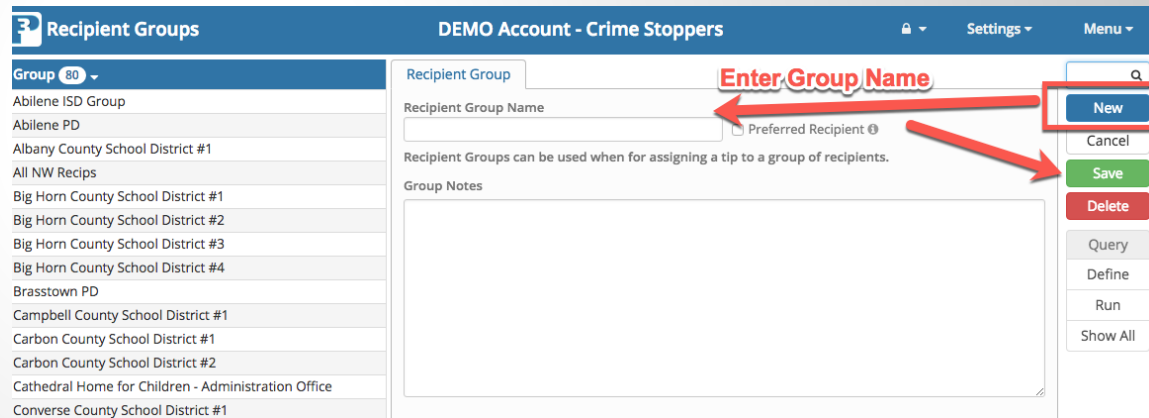 Recipient Groups
DEMO Account - Crime Stoppers
Settings
Menu
Group 80
Abilene ISD Group
Abilene PD
Albany County School District #1
All NW Recips
Big Horn County School District #1
Big Horn County School District #2
Big Horn County School District #3
Big Horn County School District #4
Brasstown PD
Campbell County School District #1
Carbon County School District #1
Carbon County School District #2
Cathedral Home for Children - Administration Office
Converse County School District #1
Recipient Group
Enter Group Name
Recipient Group Name
Preferred Recipient
Recipient Groups can be used when for assigning a tip to a group of recipients.
Group Notes
New
Cancel
Save
Delete
Query
Define
Run
Show All